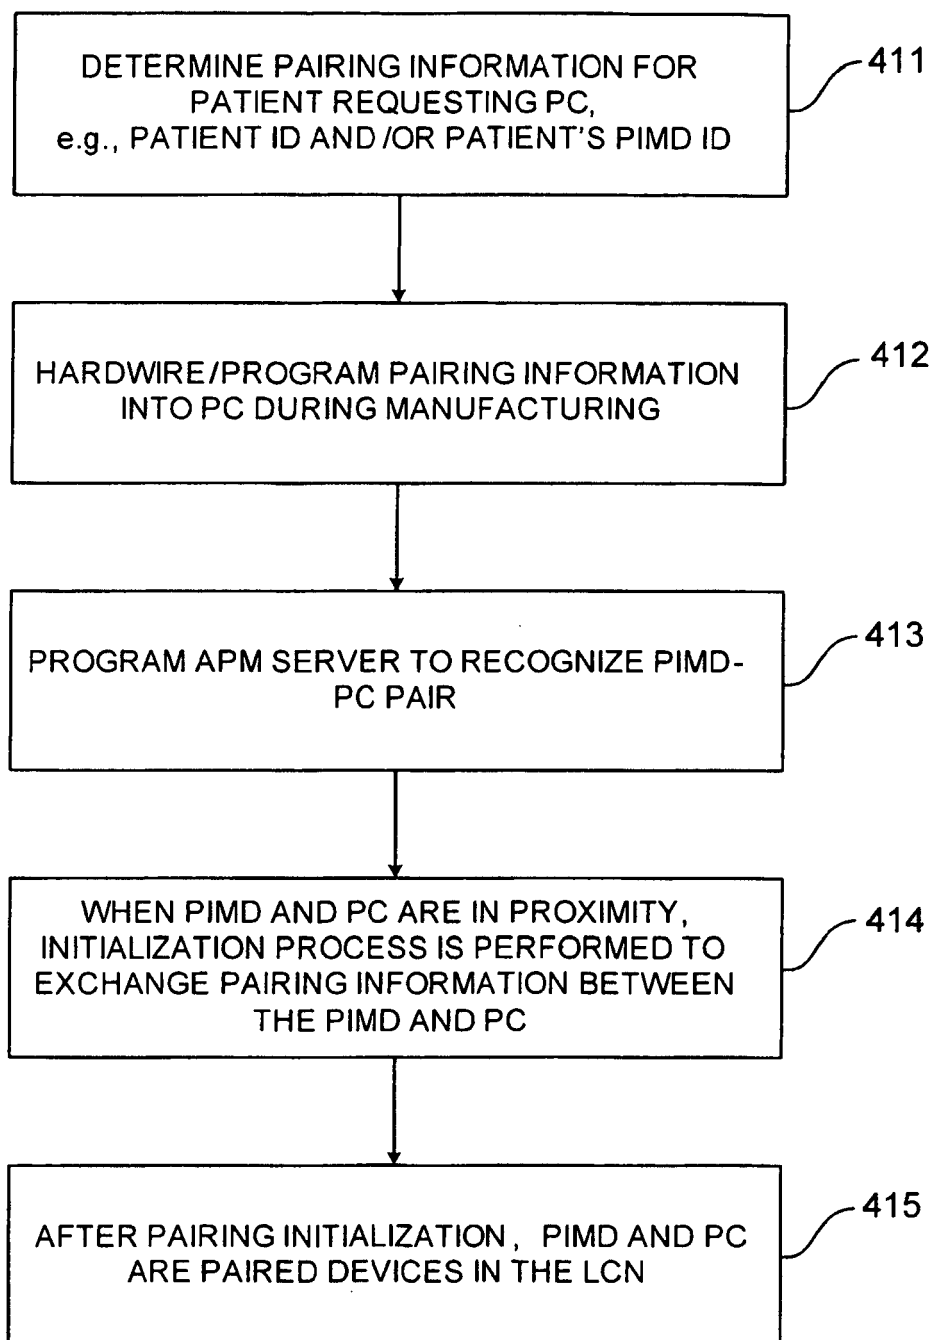 DETERMINE PAIRING INFORMATION FOR
PATIENT REQUESTING PC,
e.g., PATIENT ID AND/OR PATIENT'S PIMD ID
411
HARDWIRE/PROGRAM PAIRING INFORMATION
INTO PC DURING MANUFACTURING
412
PROGRAM APM SERVER TO RECOGNIZE PIMD-
PC PAIR
413
WHEN PIMD AND PC ARE IN PROXIMITY,
INITIALIZATION PROCESS IS PERFORMED TO
EXCHANGE PAIRING INFORMATION BETWEEN
THE PIMD AND PC
414
AFTER PAIRING INITIALIZATION, PIMD AND PC
ARE PAIRED DEVICES IN THE LCN
415